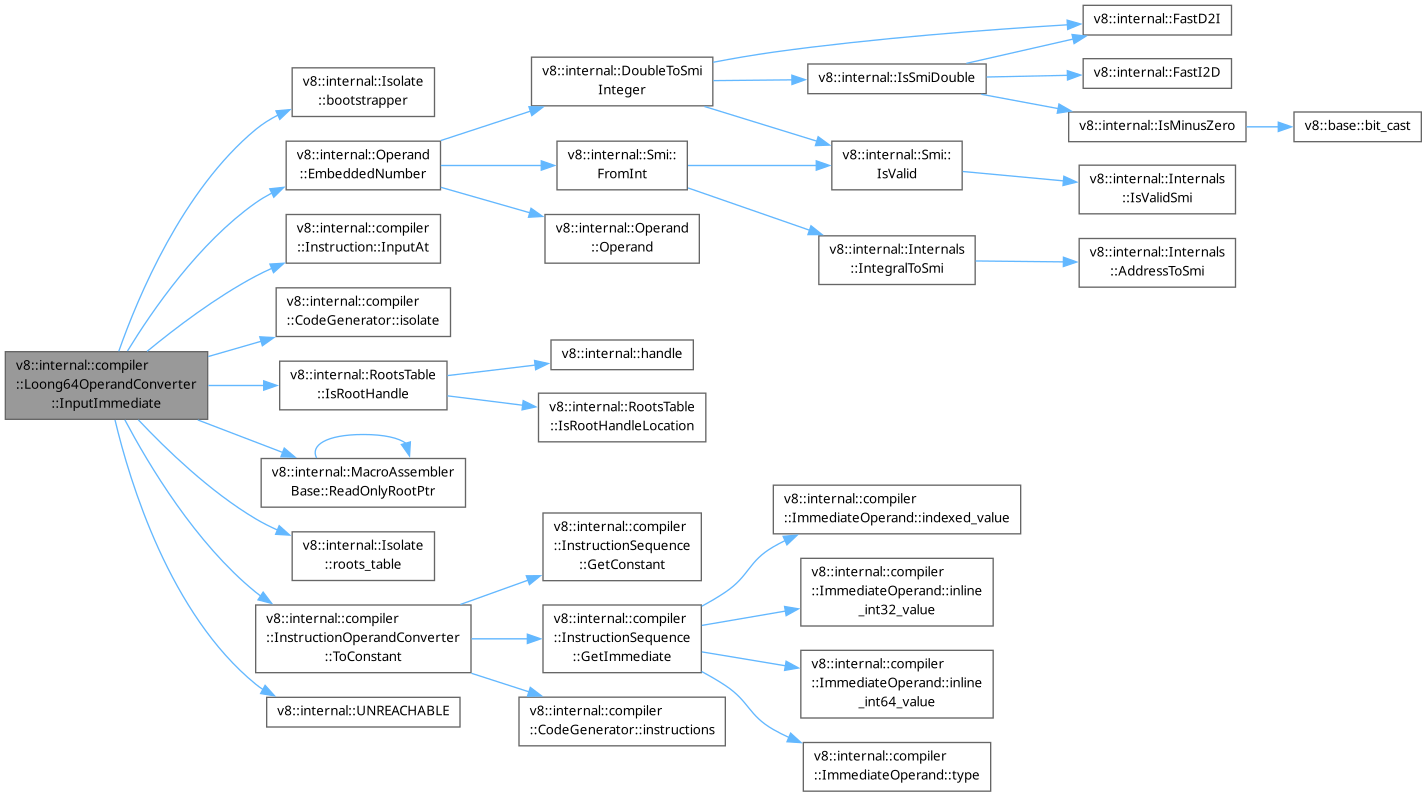 v8::internal::compiler
::Loong64OperandConverter
::InputImmediate
v8::internal::Isolate
::bootstrapper
v8::internal::Operand
::EmbeddedNumber
v8::internal::DoubleToSmi
Integer
v8::internal::FastD2I
v8::internal::IsSmiDouble
v8::internal::FastI2D
v8::internal::IsMinusZero
v8::base::bit_cast
v8::internal::Smi::
IsValid
v8::internal::Internals
::IsValidSmi
v8::internal::Smi::
FromInt
v8::internal::Internals
::IntegralToSmi
v8::internal::Internals
::AddressToSmi
v8::internal::Operand
::Operand
v8::internal::compiler
::Instruction::InputAt
v8::internal::compiler
::CodeGenerator::isolate
v8::internal::RootsTable
::IsRootHandle
v8::internal::handle
v8::internal::RootsTable
::IsRootHandleLocation
v8::internal::MacroAssembler
Base::ReadOnlyRootPtr
v8::internal::Isolate
::roots_table
v8::internal::compiler
::InstructionOperandConverter
::ToConstant
v8::internal::compiler
::InstructionSequence
::GetConstant
v8::internal::compiler
::InstructionSequence
::GetImmediate
v8::internal::compiler
::ImmediateOperand::indexed_value
v8::internal::compiler
::ImmediateOperand::inline
_int32_value
v8::internal::compiler
::ImmediateOperand::inline
_int64_value
v8::internal::compiler
::ImmediateOperand::type
v8::internal::compiler
::CodeGenerator::instructions
v8::internal::UNREACHABLE